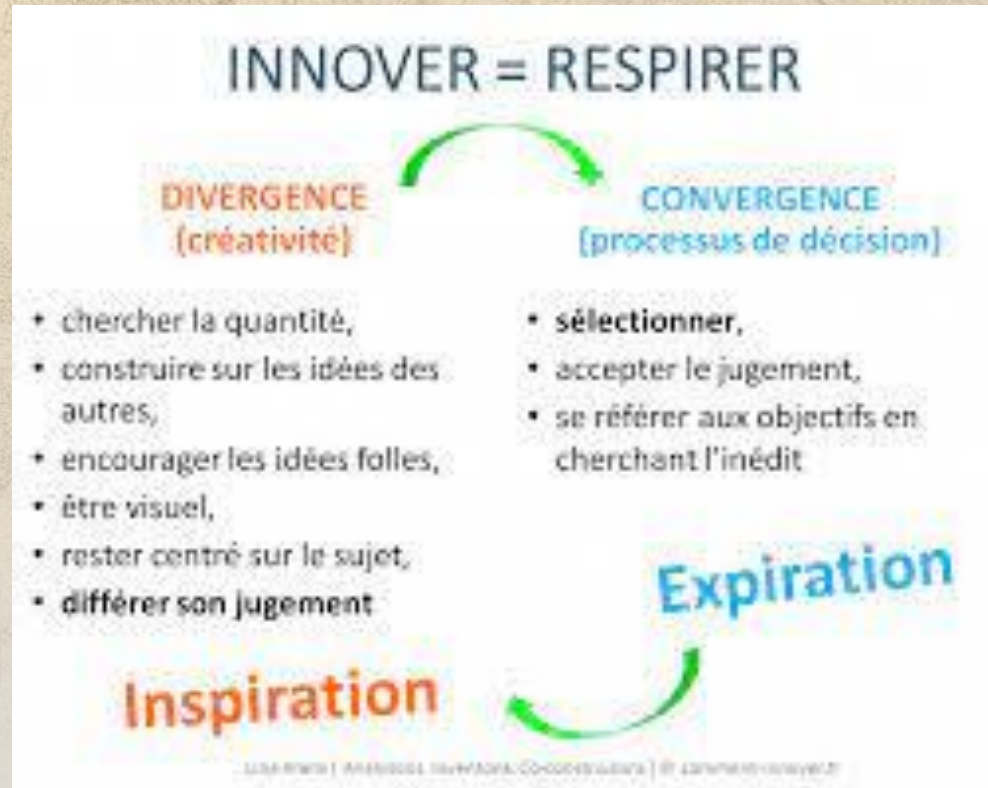 INNOVER = RESPIRER
DIVERGENCE
(créativité)
• chercher la quantité,
• construire sur les idées des
autres,
• encourager les idées folles,
• être visuel,
• rester centré sur le sujet,
• différer son jugement
Inspiration
CONVERGENCE
(processus de décision)
• sélectionner,
• accepter le jugement,
• se référer aux objectifs en
cherchant l'inédit
Expiration